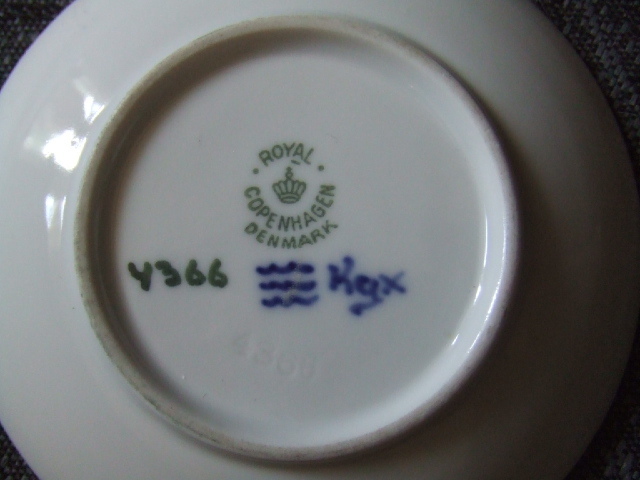 ROYAL
COPENHAGEN
DENMARK
4366 Kgx